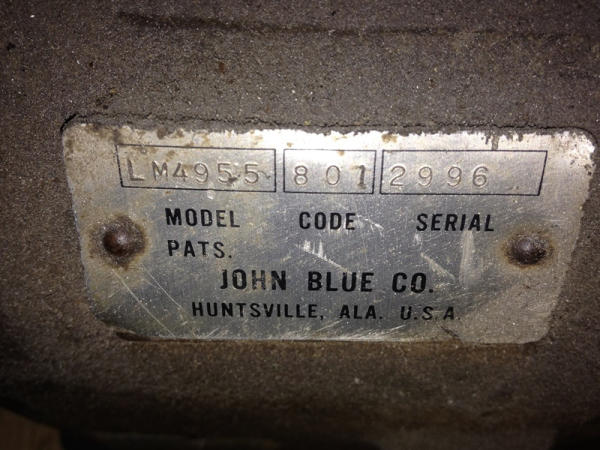 LM4955 801 2996
MODEL CODE SERIAL
PATS.
JOHN BLUE CO.
HUNTSVILLE, ALA. U.S.A